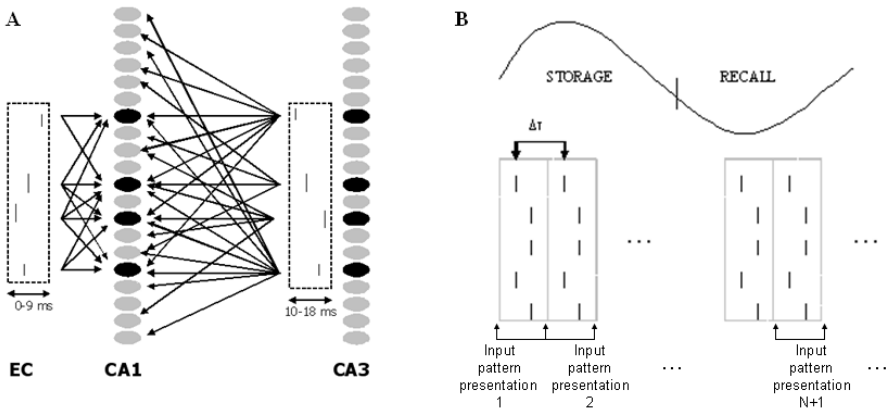 A
0-9 ms
10-18 ms
EC
CA1
CA3
B
STORAGE
RECALL
Δτ
...
...
Input
pattern
presentation
1
Input
pattern
presentation
2
...
Input
pattern
presentation
N+1
...